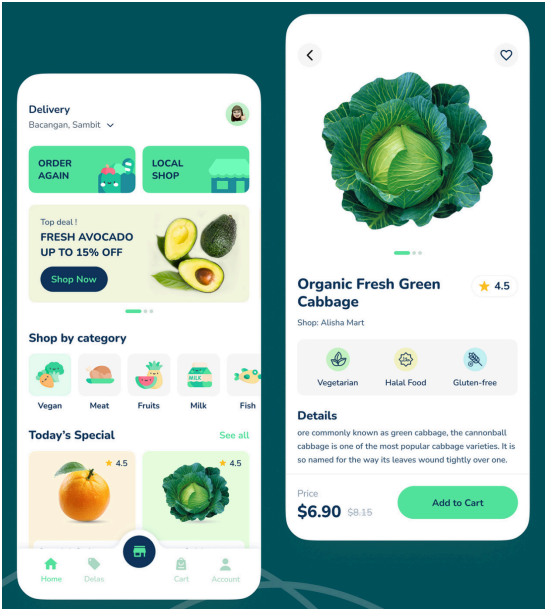 Delivery
Bacangan, Sambit
ORDER
AGAIN
LOCAL
SHOP
Top deal !
FRESH AVOCADO
UP TO 15% OFF
Shop Now
Shop by category
MILK
Vegan
Meat
Fruits
Milk
Fish
Today's Special
See all
4.5
4.5
Home
Delas
Cart
Account
Organic Fresh Green
Cabbage
4.5
Shop: Alisha Mart
Vegetarian
Halal Food
Gluten-free
Details
ore commonly known as green cabbage, the cannonball
cabbage is one of the most popular cabbage varieties. It is
so named for the way its leaves wound tightly over one.
Price
$6.90 $8.15
Add to Cart